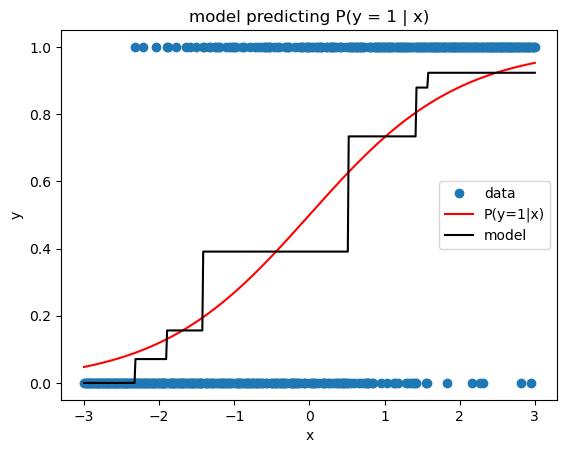 model predicting P(y = 1 | x)
1.0
0.8
0.6
0.4
0.2
0.0
y
data
P(y=1|x)
model
−3
−2
−1
0
1
2
3
x